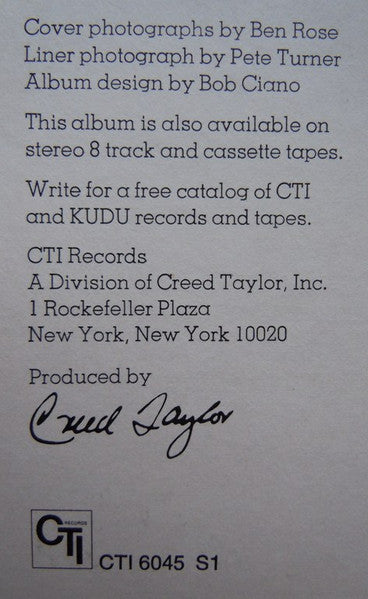 Cover photographs by Ben Rose
Liner photograph by Pete Turner
Album design by Bob Ciano
This album is also available on
stereo 8 track and cassette tapes.
Write for a free catalog of CTI
and KUDU records and tapes.
CTI Records
A Division of Creed Taylor, Inc.
1 Rockefeller Plaza
New York, New York 10020
Produced by
Creed Taylor
CTI RECORDS
CTI 6045 S1